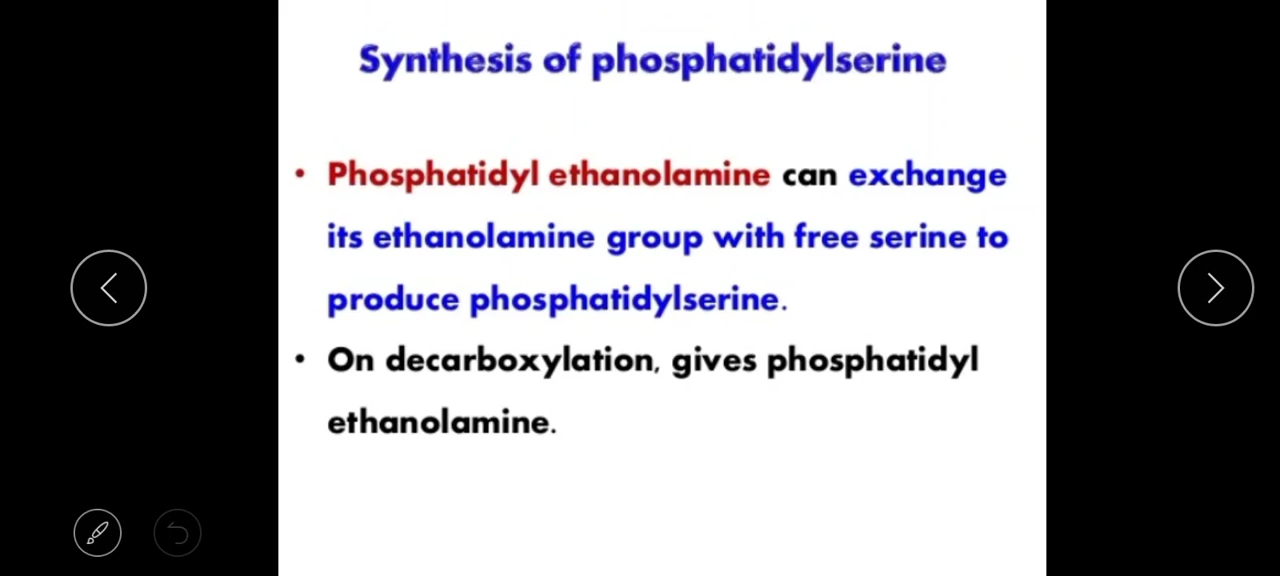 Synthesis of phosphatidylserine
• Phosphatidyl ethanolamine can exchange
its ethanolamine group with free serine to
produce phosphatidylserine.
• On decarboxylation, gives phosphatidyl
ethanolamine.